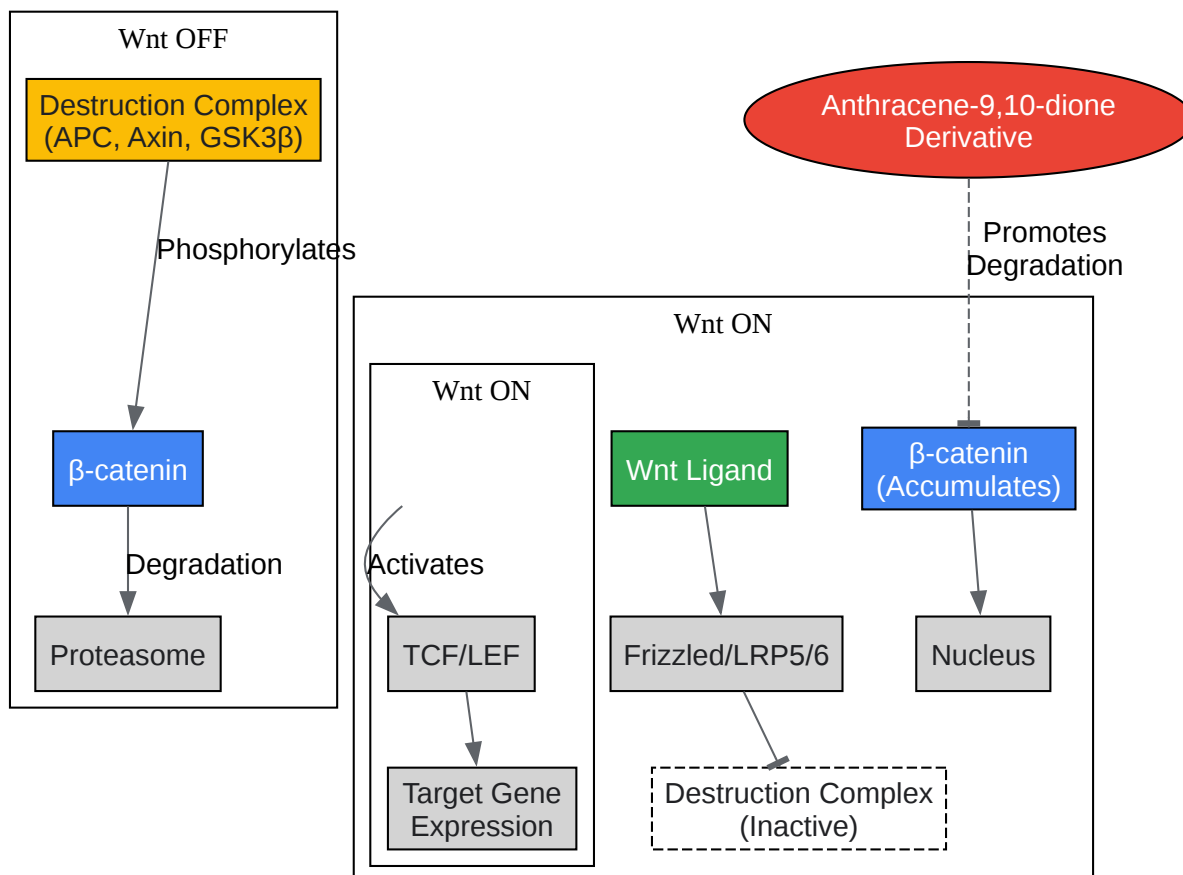 Wnt OFF
Destruction Complex
(APC, Axin, GSK3β)
Phosphorylates
β-catenin
Degradation
Proteasome
Anthracene-9,10-dione
Derivative
Promotes
Degradation
Wnt ON
Wnt ON
Activates
TCF/LEF
Target Gene
Expression
Wnt Ligand
Frizzled/LRP5/6
Destruction Complex
(Inactive)
β-catenin
(Accumulates)
Nucleus